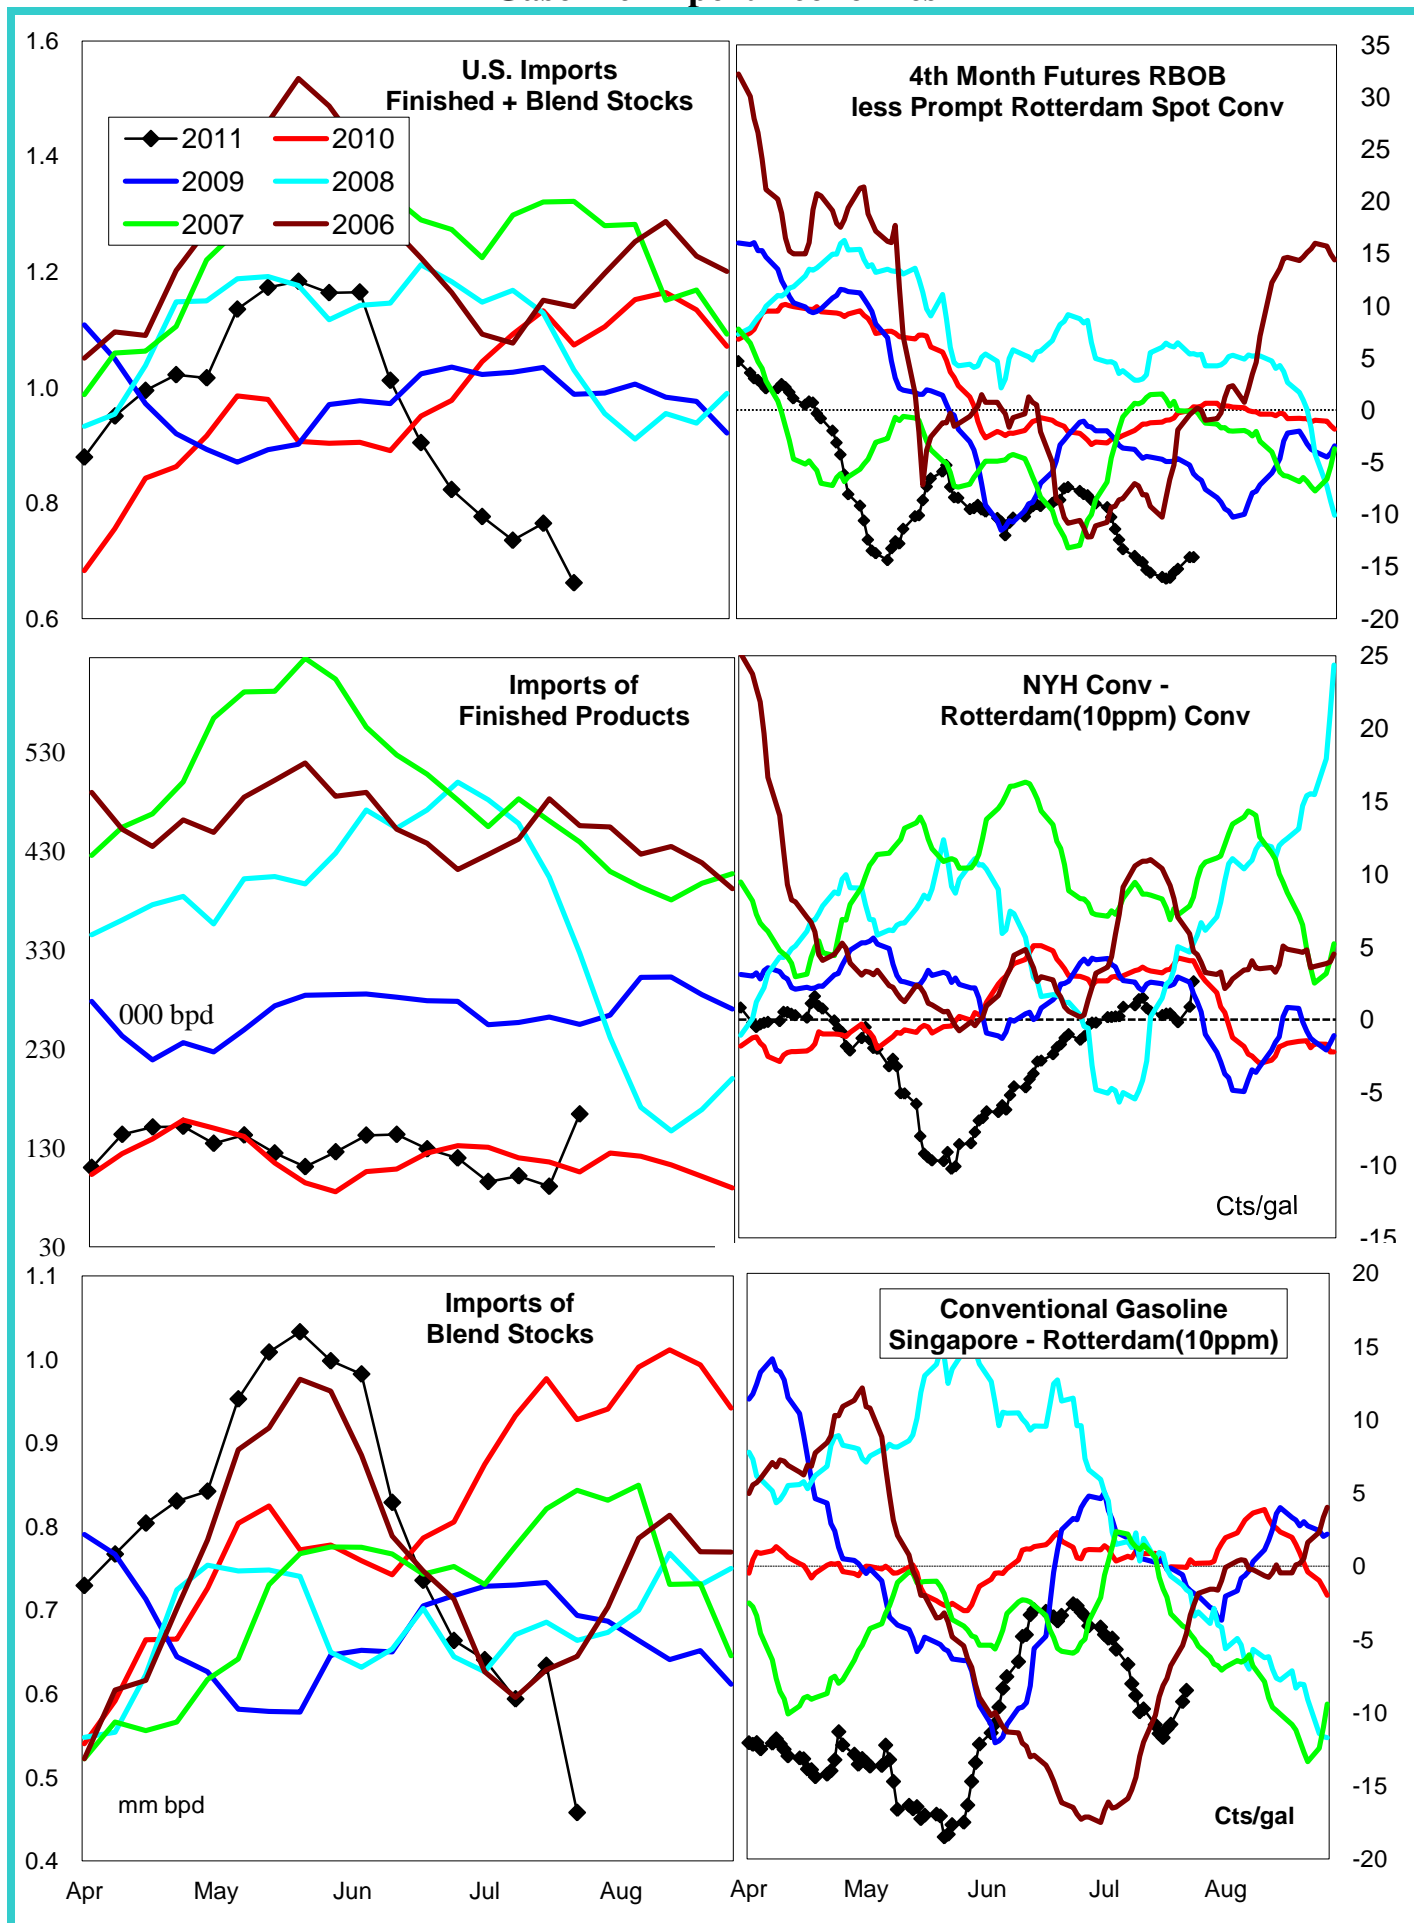 1.6
1.4
1.2
1.0
0.8
0.6
U.S. Imports
Finished + Blend Stocks
2011 2010
2009 2008
2007 2006
4th Month Futures RBOB
less Prompt Rotterdam Spot Conv
35
30
25
20
15
10
5
0
-5
-10
-15
-20
Imports of
Finished Products
530
430
330
230
130
30
000 bpd
NYH Conv -
Rotterdam(10ppm) Conv
25
20
15
10
5
0
-5
-10
-15
Cts/gal
1.1
1.0
0.9
0.8
0.7
0.6
0.5
0.4
Imports of
Blend Stocks
mm bpd
Apr May Jun Jul Aug
Conventional Gasoline
Singapore - Rotterdam(10ppm)
20
15
10
5
0
-5
-10
-15
-20
Cts/gal
Apr May Jun Jul Aug